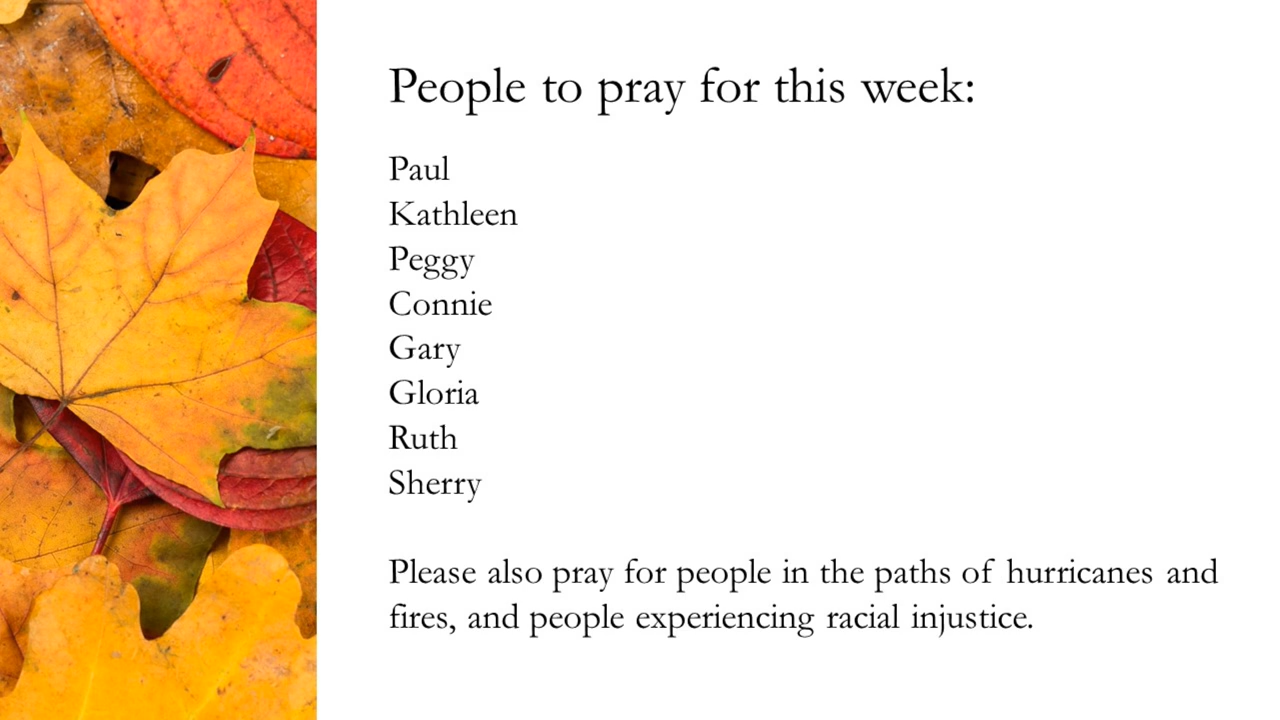 People to pray for this week:
Paul
Kathleen
Peggy
Connie
Gary
Gloria
Ruth
Sherry
Please also pray for people in the paths of hurricanes and
fires, and people experiencing racial injustice.